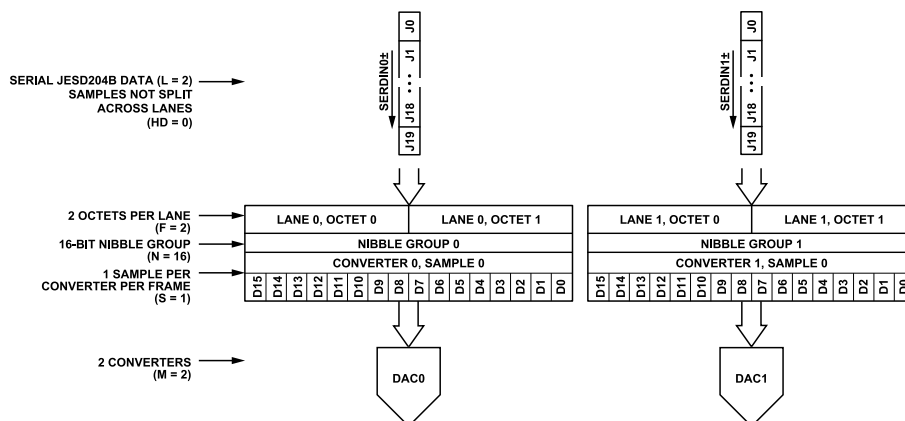 SERIAL JESD204B DATA (L = 2)
SAMPLES NOT SPLIT
ACROSS LANES
(HD = 0)
SERDIN0±
J0
J1
J18
J19
SERDIN1±
J0
J1
J18
J19
2 OCTETS PER LANE
(F = 2)
LANE 0, OCTET 0
LANE 0, OCTET 1
LANE 1, OCTET 0
LANE 1, OCTET 1
16-BIT NIBBLE GROUP
(N = 16)
NIBBLE GROUP 0
NIBBLE GROUP 1
1 SAMPLE PER
CONVERTER PER FRAME
(S = 1)
CONVERTER 0, SAMPLE 0
CONVERTER 1, SAMPLE 0
D15 D14 D13 D12 D11 D10 D9 D8 D7 D6 D5 D4 D3 D2 D1 D0
D15 D14 D13 D12 D11 D10 D9 D8 D7 D6 D5 D4 D3 D2 D1 D0
2 CONVERTERS
(M = 2)
DAC0
DAC1